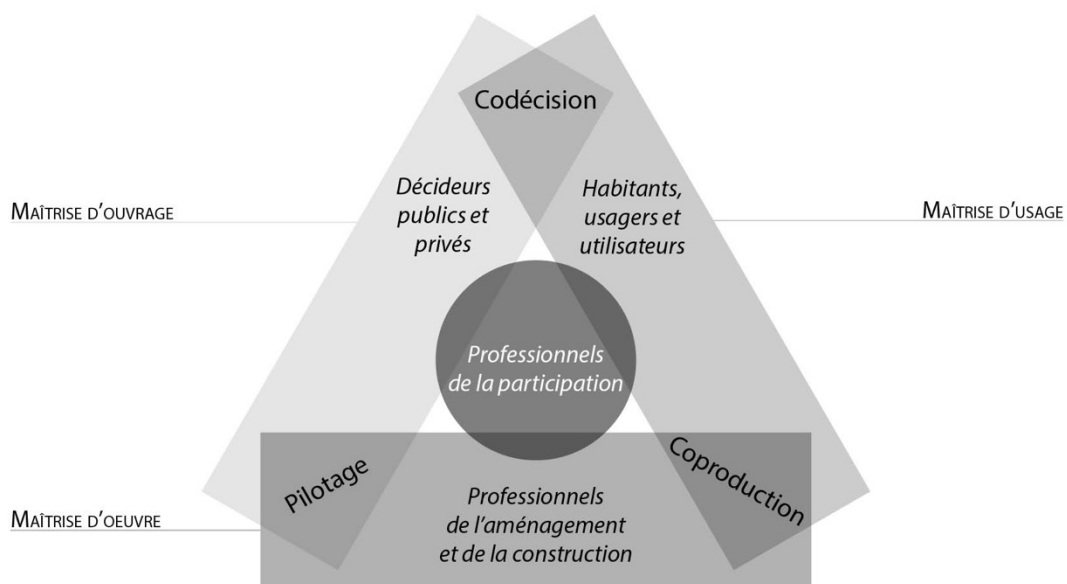 Codécision
Décideurs
publics et
privés
Habitants,
usagers et
utilisateurs
MAÎTRISE D'OUVRAGE
MAÎTRISE D'USAGE
Professionnels
de la participation
Pilotage
Coproduction
Professionnels
de l'aménagement
et de la construction
MAÎTRISE D'OEUVRE